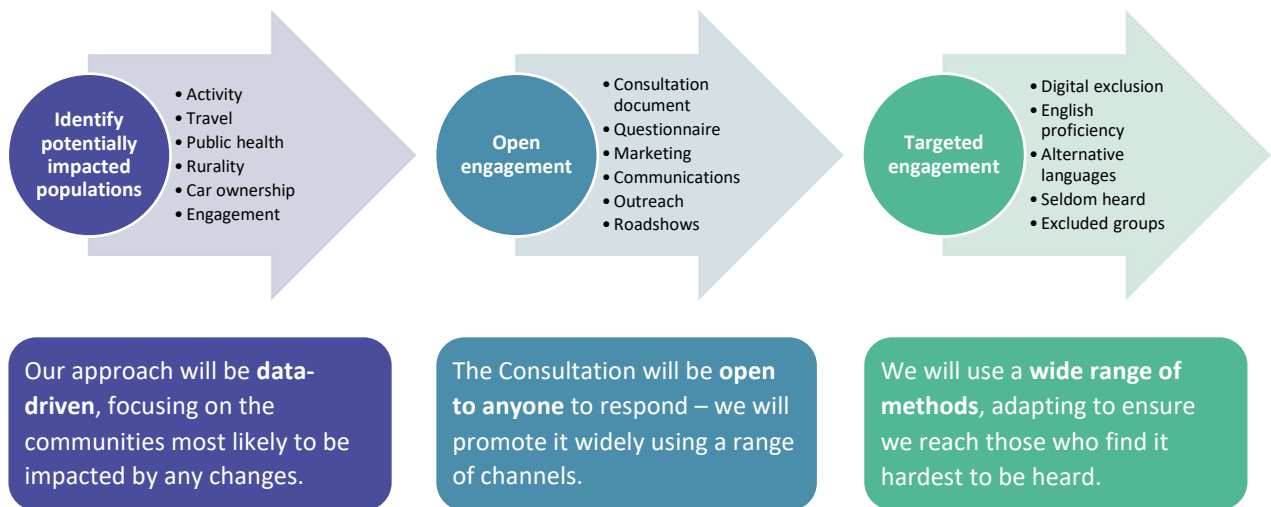 Identify
potentially
impacted
populations
• Activity
• Travel
• Public health
• Rurality
• Car ownership
• Engagement
Open
engagement
• Consultation
document
• Questionnaire
• Marketing
• Communications
• Outreach
• Roadshows
Targeted
engagement
• Digital exclusion
• English
proficiency
• Alternative
languages
• Seldom heard
• Excluded groups
Our approach will be data-
driven, focusing on the
communities most likely to be
impacted by any changes.
The Consultation will be open
to anyone to respond – we will
promote it widely using a range
of channels.
We will use a wide range of
methods, adapting to ensure
we reach those who find it
hardest to be heard.